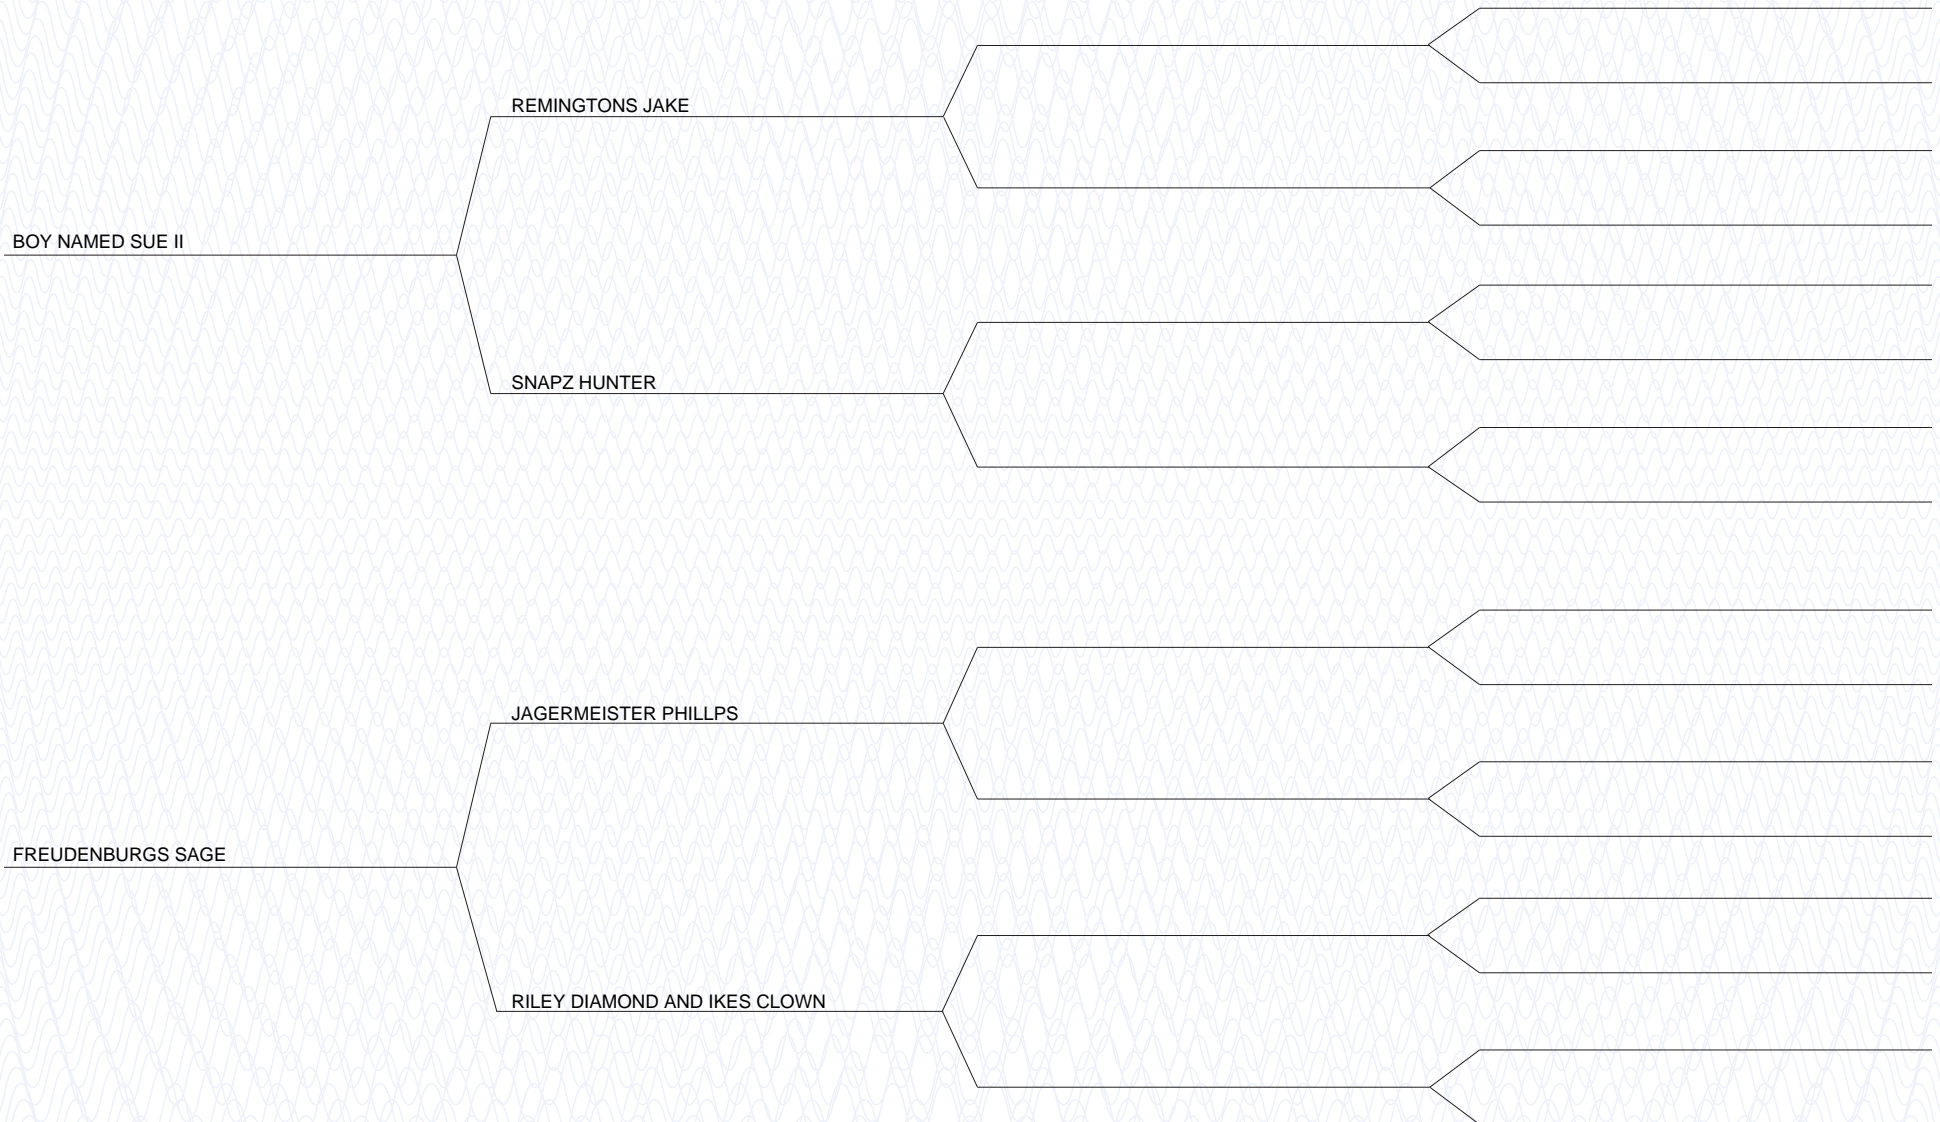 REMINGTONS JAKE
BOY NAMED SUE II
SNAPZ HUNTER
JAGERMEISTER PHILLPS
FREUDENBURGS SAGE
RILEY DIAMOND AND IKES CLOWN